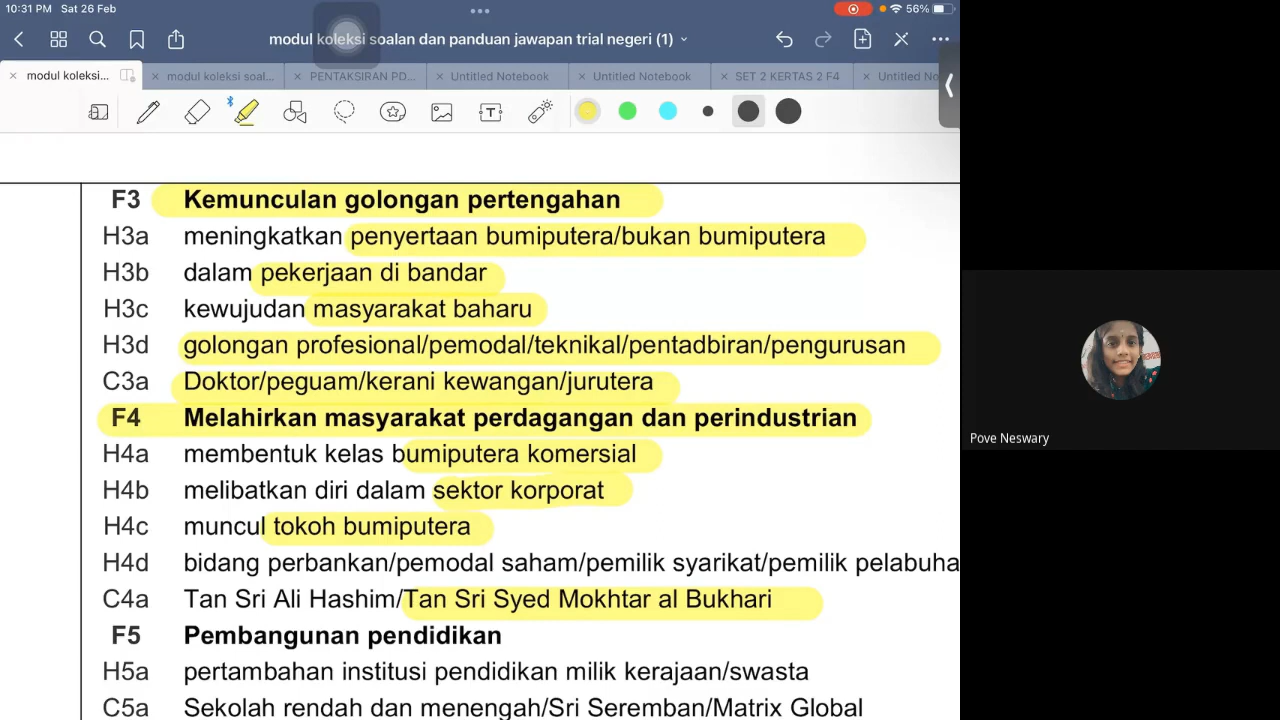 10:31 PM Sat 26 Feb
56%
modul koleksi soalan dan panduan jawapan trial negeri (1)
modul koleksi...
modul koleksi soal...
PENTAKSIRAN PD...
Untitled Notebook
Untitled Notebook
SET 2 KERTAS 2 F4
Untitled No
F3 Kemunculan golongan pertengahan
H3a meningkatkan penyertaan bumiputera/bukan bumiputera
H3b dalam pekerjaan di bandar
H3c kewujudan masyarakat baharu
H3d golongan profesional/pemodal/teknikal/pentadbiran/pengurusan
C3a Doktor/peguam/kerani kewangan/jurutera
F4 Melahirkan masyarakat perdagangan dan perindustrian
H4a membentuk kelas bumiputera komersial
H4b melibatkan diri dalam sektor korporat
H4c muncul tokoh bumiputera
H4d bidang perbankan/pemodal saham/pemilik syarikat/pemilik pelabuha
C4a Tan Sri Ali Hashim/Tan Sri Syed Mokhtar al Bukhari
F5 Pembangunan pendidikan
H5a pertambahan institusi pendidikan milik kerajaan/swasta
C5a Sekolah rendah dan menengah/Sri Seremban/Matrix Global
Pove Neswary